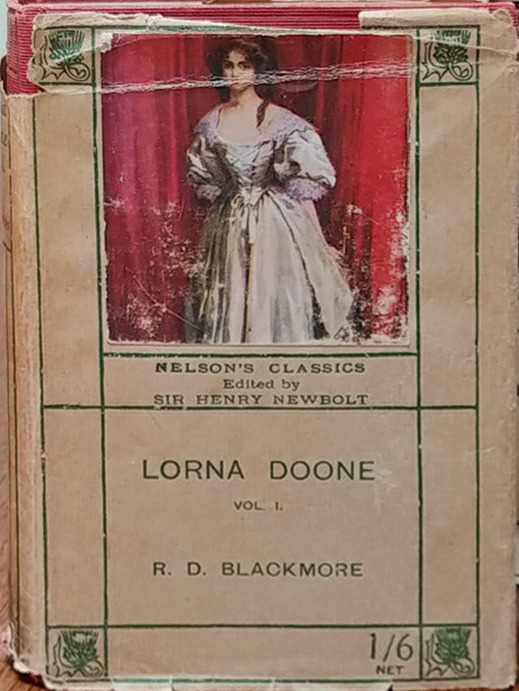 NELSON'S CLASSICS
Edited by
SIR HENRY NEWBOLT
LORNA DOONE
VOL. I.
R. D. BLACKMORE
1/6
NET